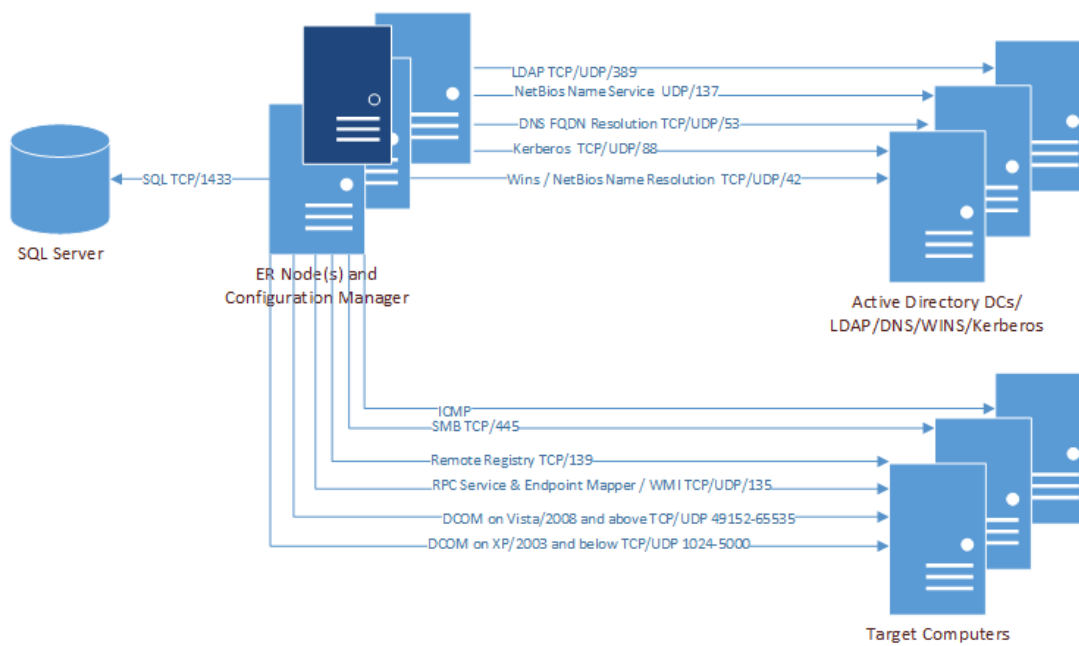 LDAP TCP/UDP/389
NetBios Name Service UDP/137
DNS FQDN Resolution TCP/UDP/53
Kerberos TCP/UDP/88
Wins / NetBios Name Resolution TCP/UDP/42
SQL TCP/1433
SQL Server
ER Node(s) and
Configuration Manager
Active Directory DCs/
LDAP/DNS/WINS/Kerberos
ICMP
SMB TCP/445
Remote Registry TCP/139
RPC Service & Endpoint Mapper / WMI TCP/UDP/135
DCOM on Vista/2008 and above TCP/UDP 49152-65535
DCOM on XP/2003 and below TCP/UDP 1024-5000
Target Computers